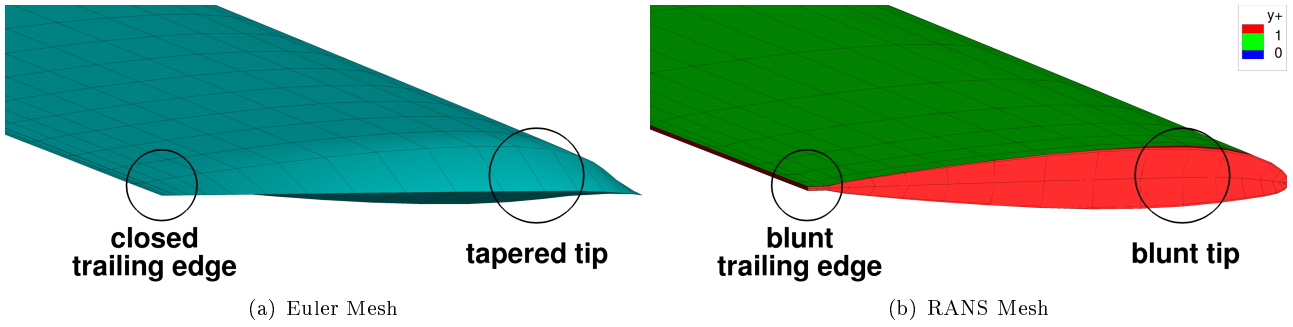 y+
1
0
closed
trailing edge
tapered tip
blunt
trailing edge
blunt tip
(a) Euler Mesh
(b) RANS Mesh